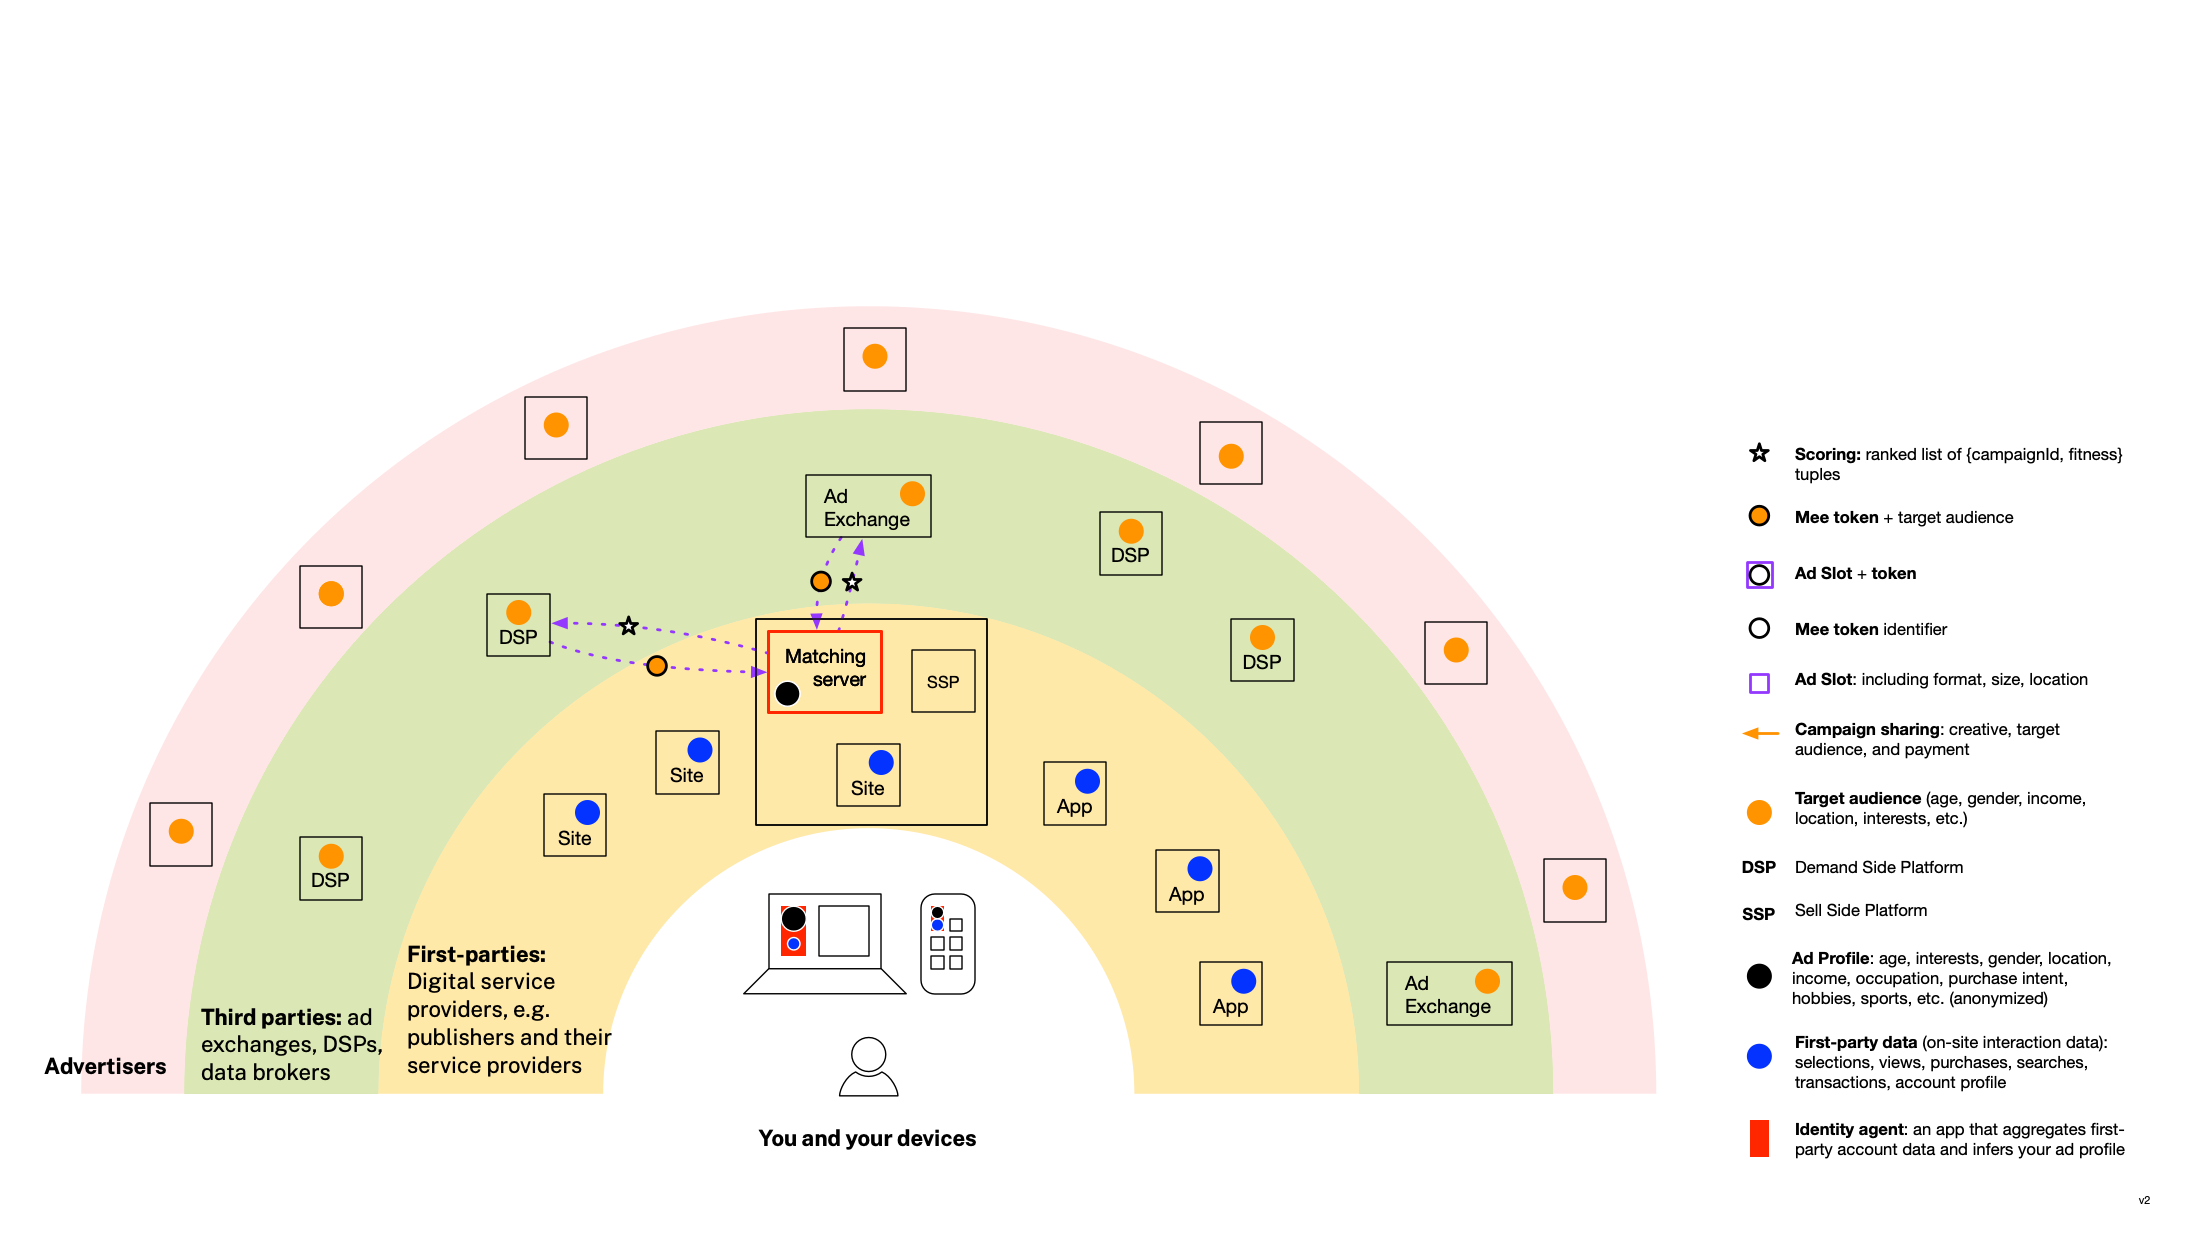 Ad
Exchange
DSP
DSP
DSP
Matching
server
SSP
Site
Site
Site
App
App
App
DSP
Ad
Exchange
First-parties:
Digital service
providers, e.g.
publishers and their
service providers
Third parties: ad
exchanges, DSPs,
data brokers
Advertisers
You and your devices
Scoring: ranked list of {campaignId, fitness}
tuples
Mee token + target audience
Ad Slot + token
Mee token identifier
Ad Slot: including format, size, location
Campaign sharing: creative, target
audience, and payment
Target audience (age, gender, income,
location, interests, etc.)
DSP Demand Side Platform
SSP Sell Side Platform
Ad Profile: age, interests, gender, location,
income, occupation, purchase intent,
hobbies, sports, etc. (anonymized)
First-party data (on-site interaction data):
selections, views, purchases, searches,
transactions, account profile
Identity agent: an app that aggregates first-
party account data and infers your ad profile
v2